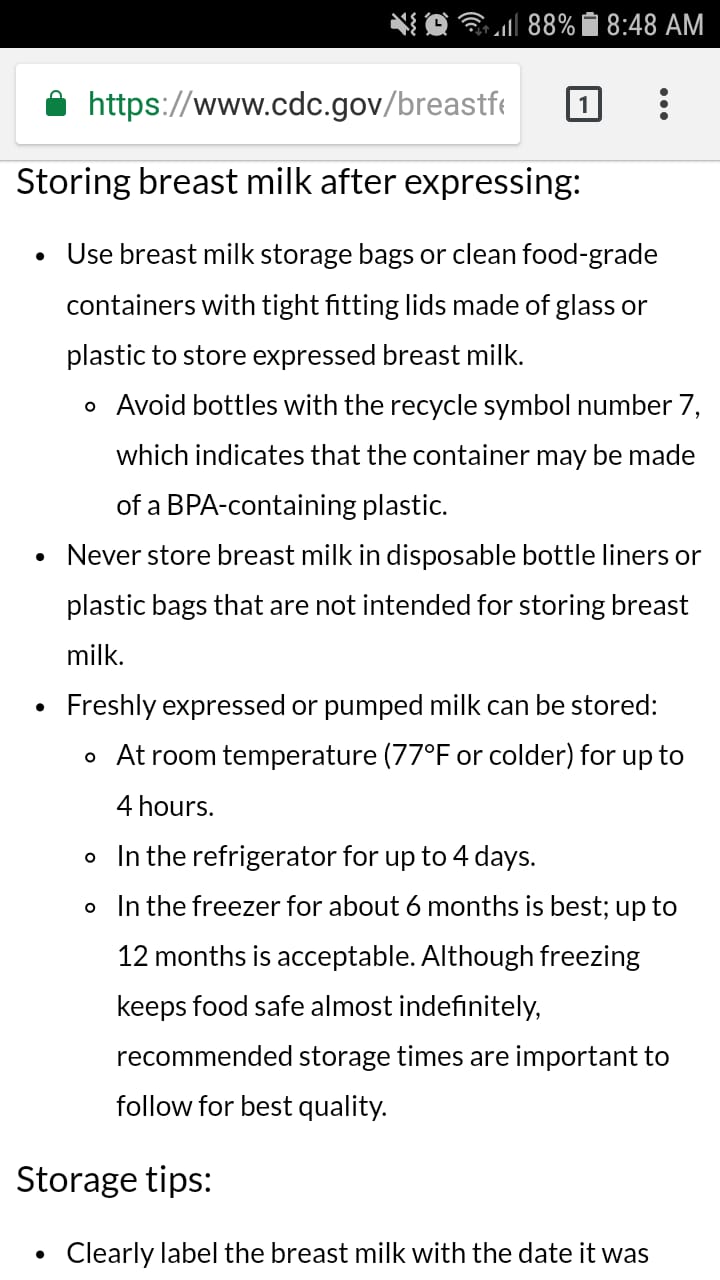 88% 8:48 AM
https://www.cdc.gov/breastfe
1
Storing breast milk after expressing:
• Use breast milk storage bags or clean food-grade
containers with tight fitting lids made of glass or
plastic to store expressed breast milk.
◦ Avoid bottles with the recycle symbol number 7,
which indicates that the container may be made
of a BPA-containing plastic.
• Never store breast milk in disposable bottle liners or
plastic bags that are not intended for storing breast
milk.
• Freshly expressed or pumped milk can be stored:
◦ At room temperature (77°F or colder) for up to
4 hours.
◦ In the refrigerator for up to 4 days.
◦ In the freezer for about 6 months is best; up to
12 months is acceptable. Although freezing
keeps food safe almost indefinitely,
recommended storage times are important to
follow for best quality.
Storage tips:
• Clearly label the breast milk with the date it was